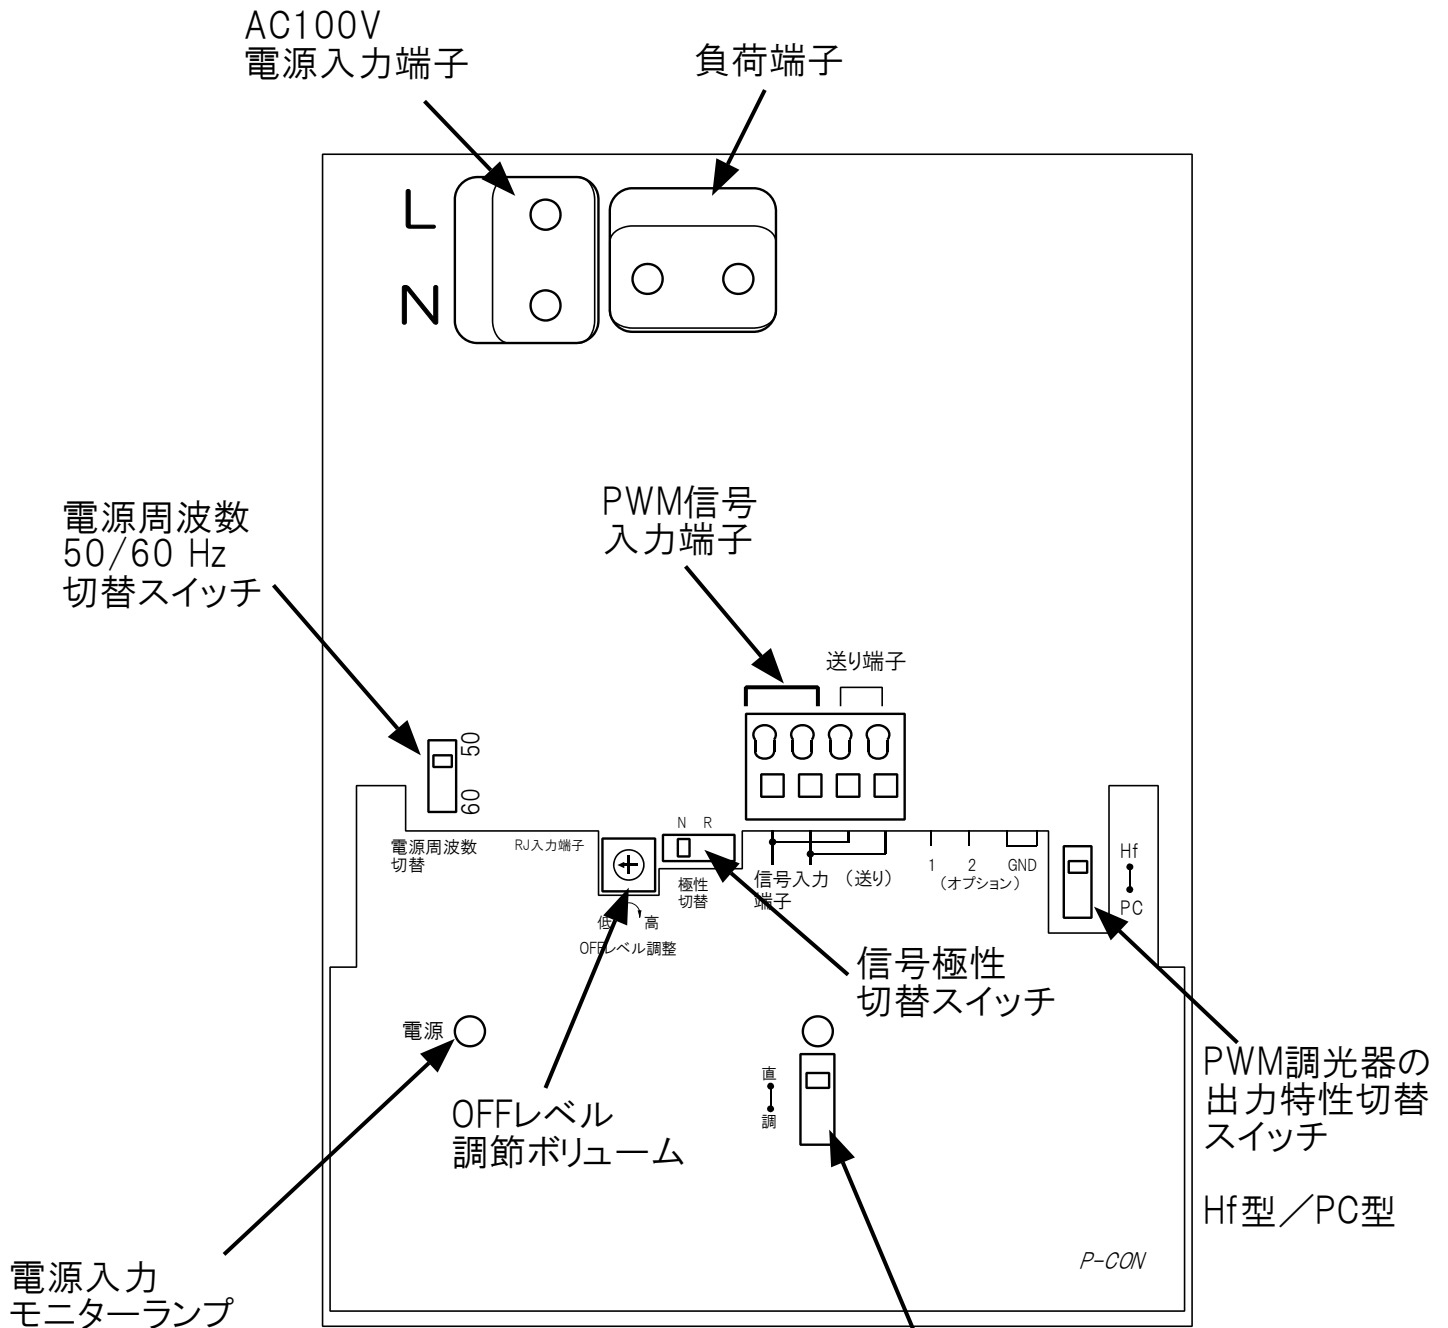 AC100V
電源入力端子
負荷端子
L
N
電源周波数
50/60 Hz
切替スイッチ
PWM信号
入力端子
送り端子
50
60
電源周波数
切替
RJ入力端子
N R
極性
切替
低 高
OFFレベル調整
信号入力 (送り)
端子
1 2 GND
(オプション)
Hf
PC
信号極性
切替スイッチ
電源
直
調
OFFレベル
調節ボリューム
PWM調光器の
出力特性切替
スイッチ
Hf型／PC型
P-CON
電源入力
モニターランプ